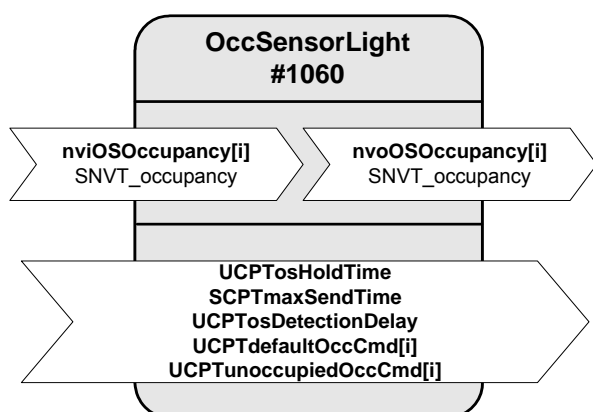 OccSensorLight
#1060
nviOSOccupancy[i]
SNVT_occupancy
nvoOSOccupancy[i]
SNVT_occupancy
UCPTosHoldTime
SCPTmaxSendTime
UCPTosDetectionDelay
UCPTdefaultOccCmd[i]
UCPTunoccupiedOccCmd[i]